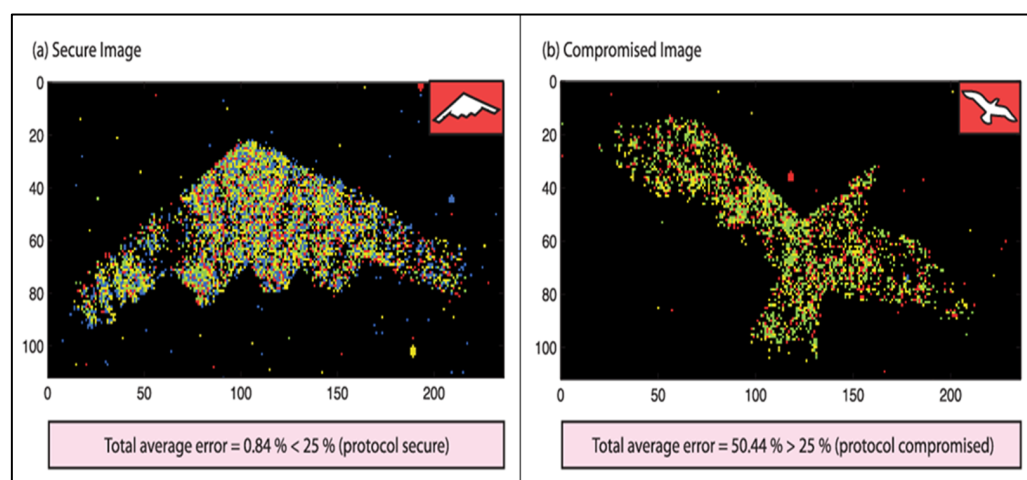 (a) Secure Image
0
20
40
60
80
100
0 50 100 150 200
Total average error = 0.84 % < 25 % (protocol secure)
(b) Compromised Image
0
20
40
60
80
100
0 50 100 150 200
Total average error = 50.44 % > 25 % (protocol compromised)